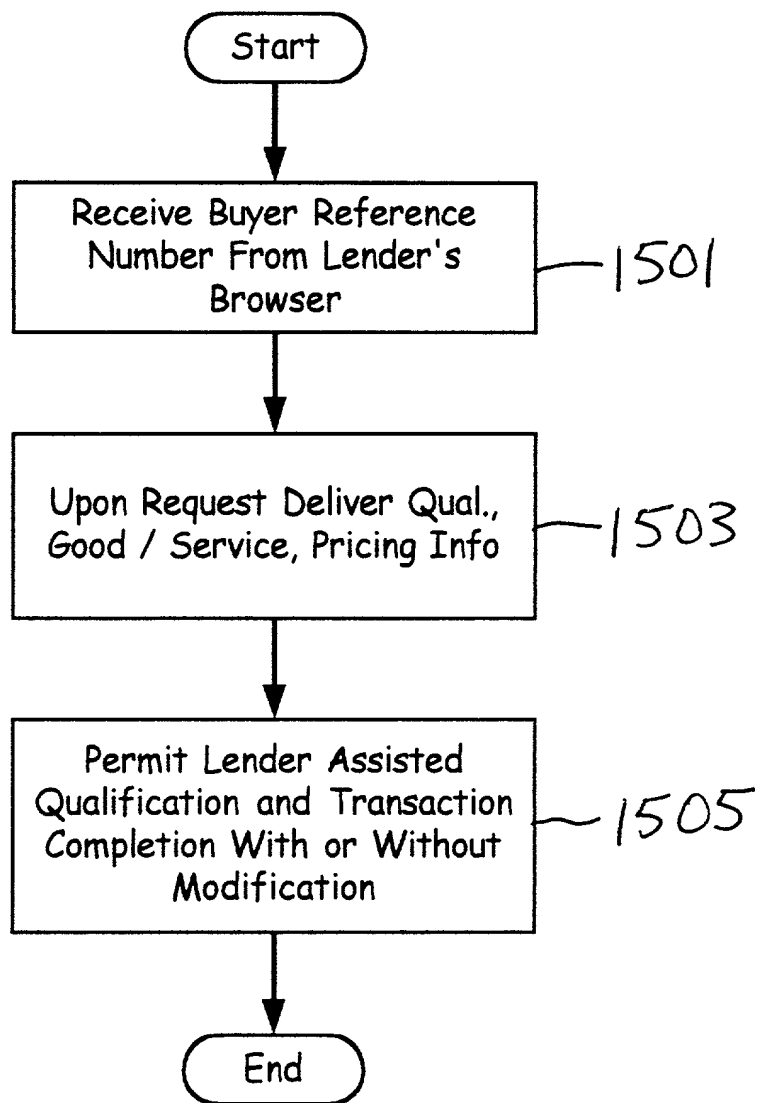 Start
Receive Buyer Reference
Number From Lender's
Browser
1501
Upon Request Deliver Qual.,
Good / Service, Pricing Info
1503
Permit Lender Assisted
Qualification and Transaction
Completion With or Without
Modification
1505
End